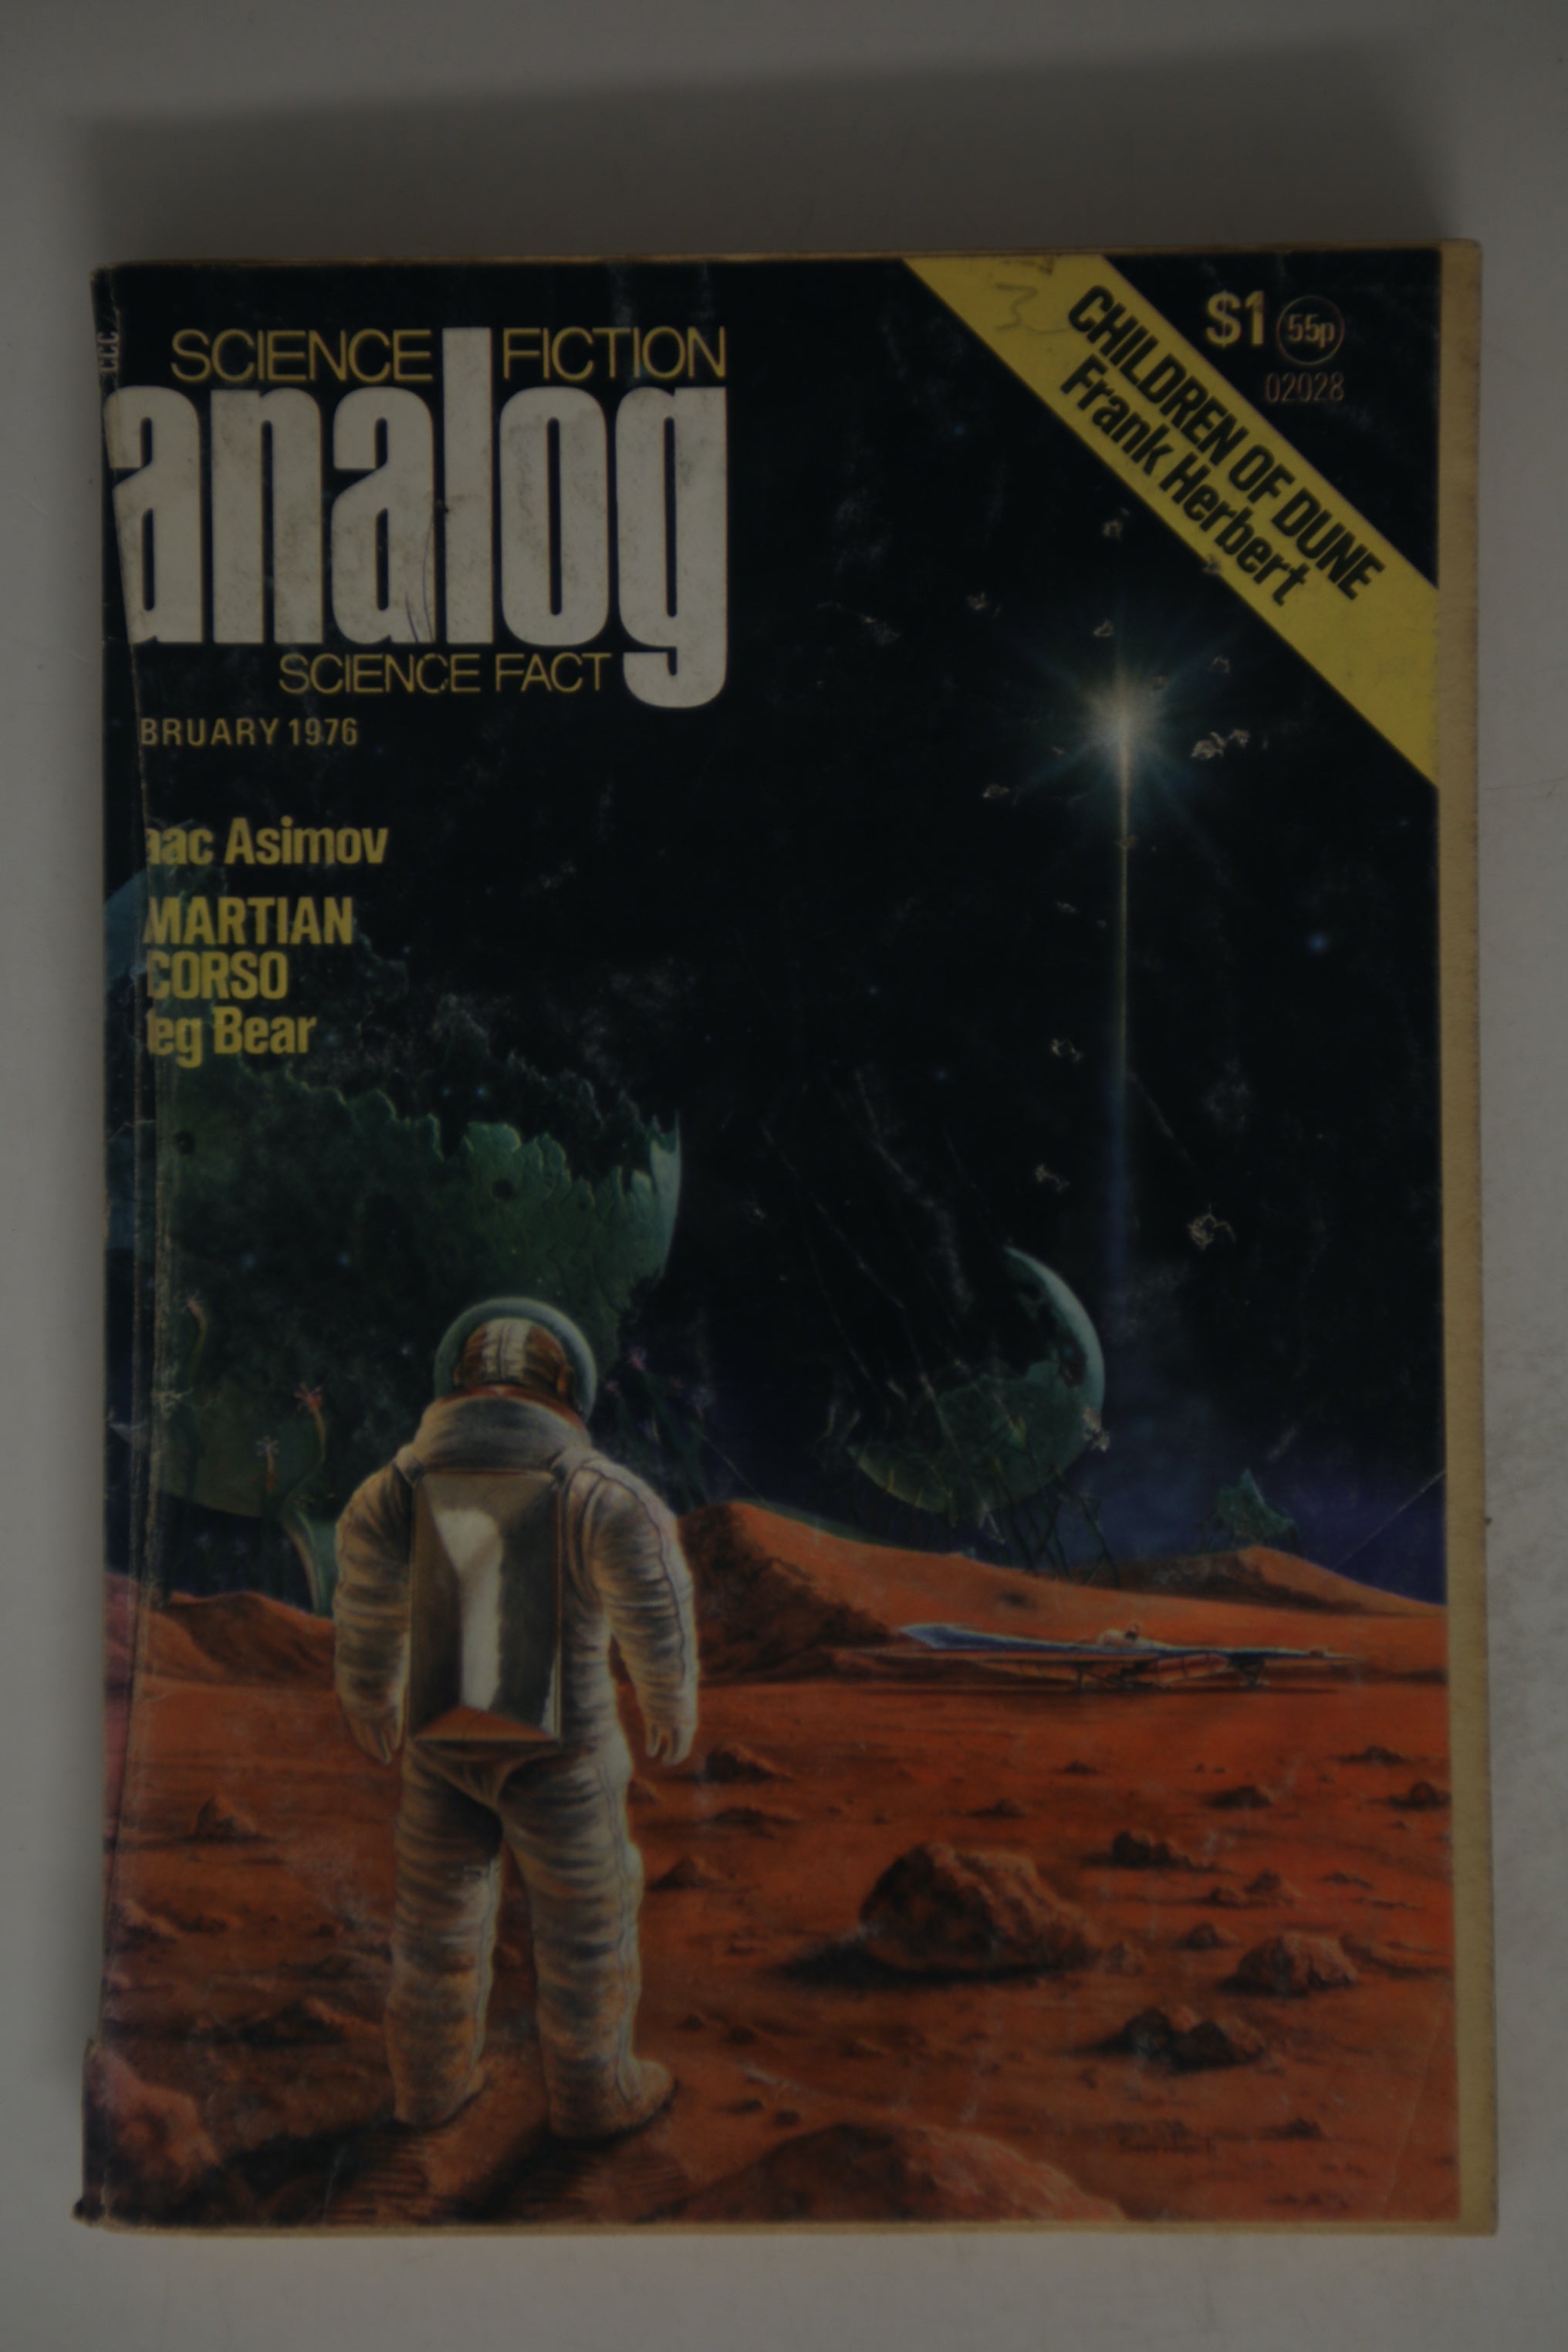 SCIENCE FICTION
analog
SCIENCE FACT
BRUARY 1976
aac Asimov
MARTIAN
CORSO
eg Bear
CHILDREN OF DUNE
Frank Herbert
$1 55p
02028